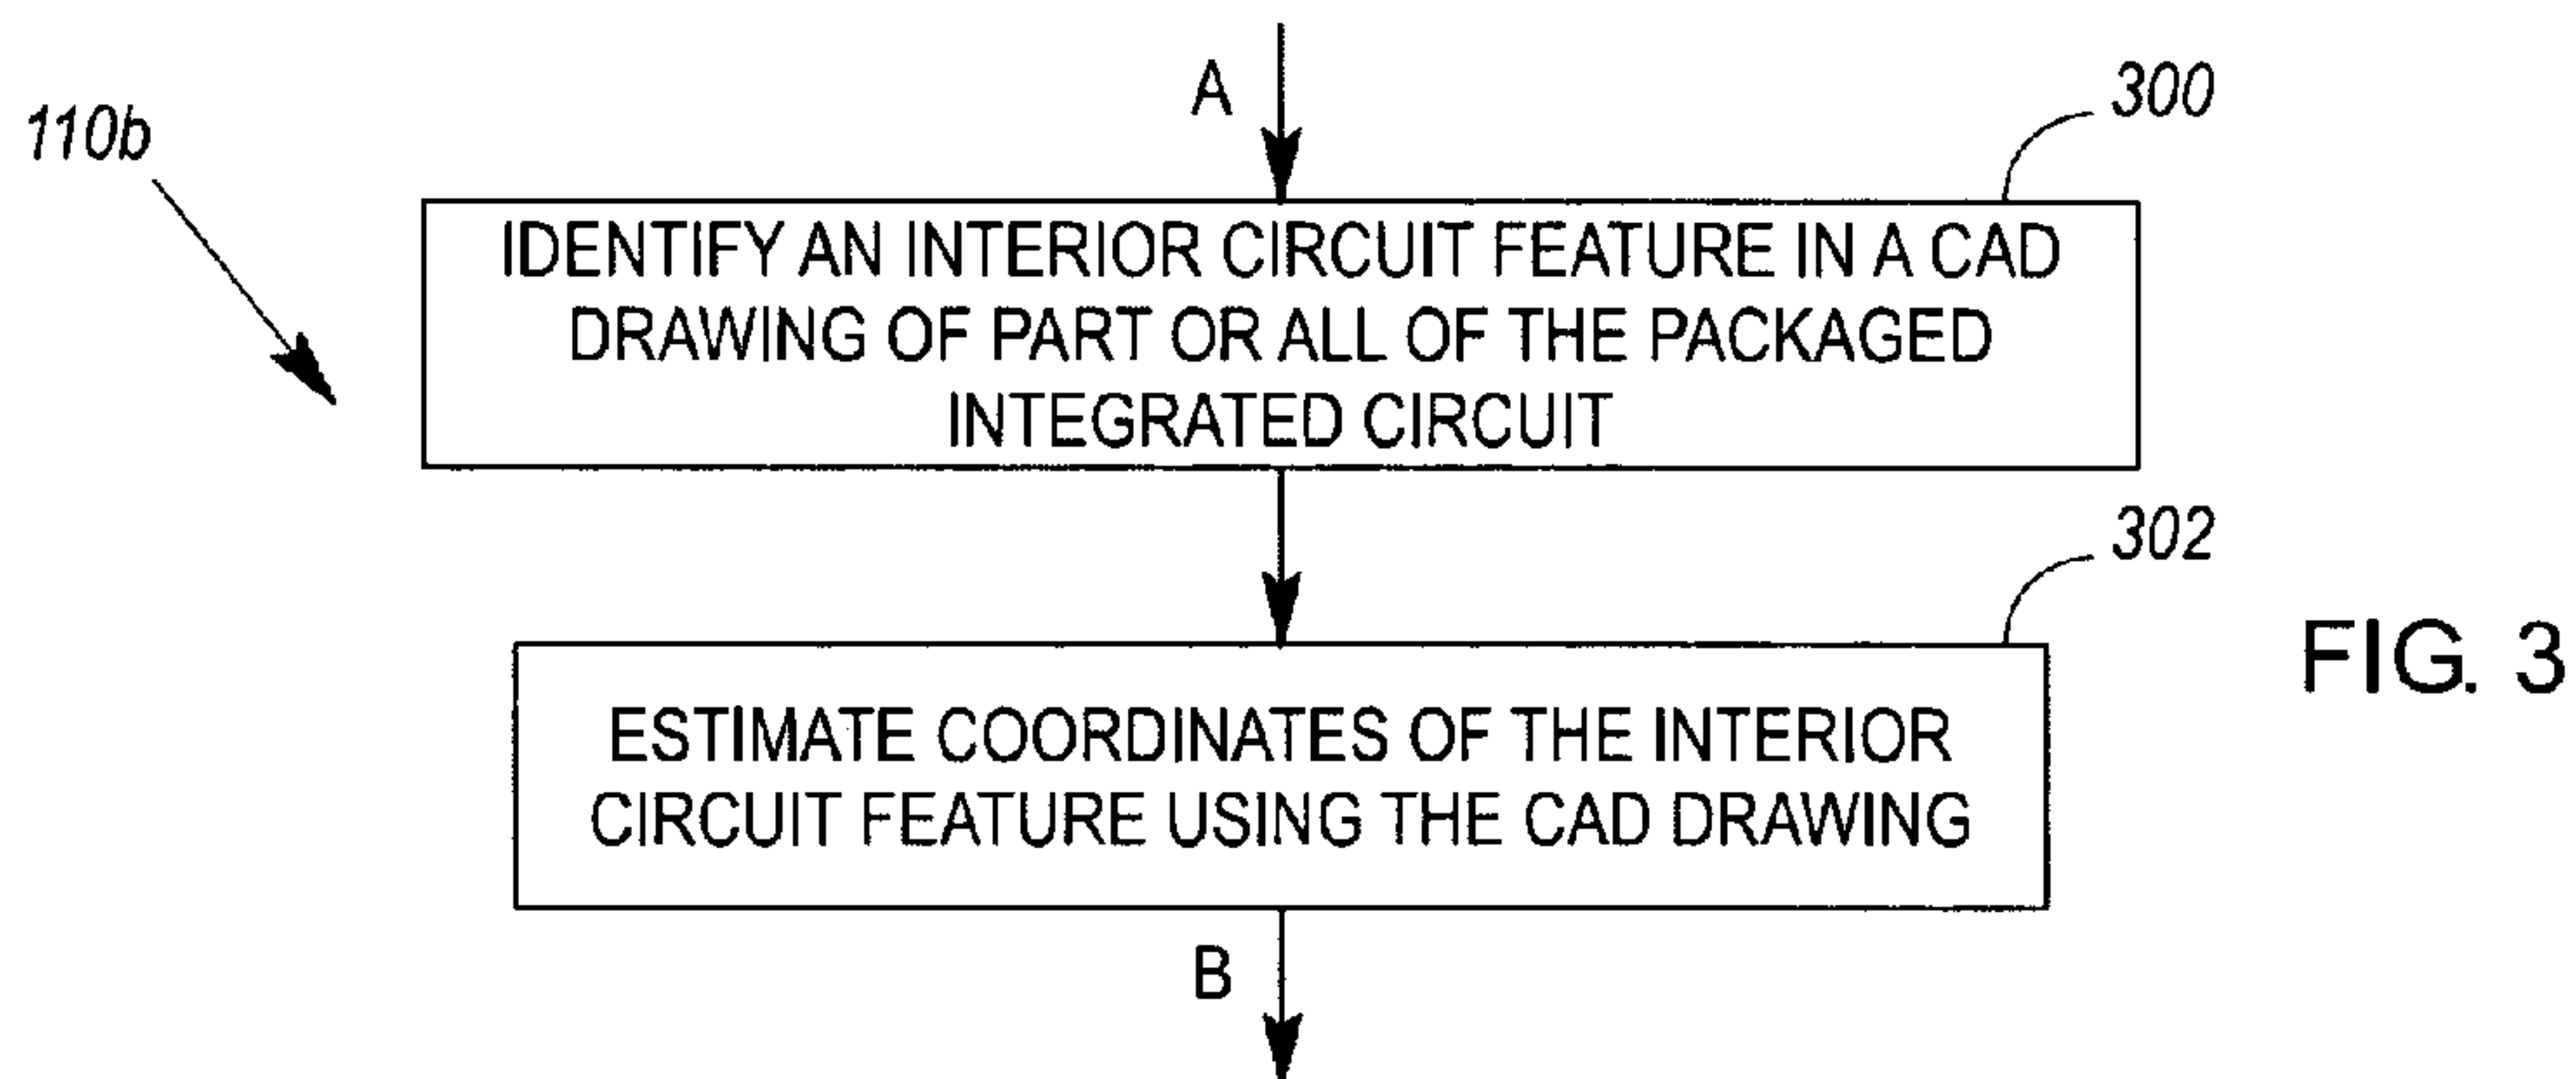 A
300
110b
IDENTIFY AN INTERIOR CIRCUIT FEATURE IN A CAD
DRAWING OF PART OR ALL OF THE PACKAGED
INTEGRATED CIRCUIT
302
ESTIMATE COORDINATES OF THE INTERIOR
CIRCUIT FEATURE USING THE CAD DRAWING
FIG. 3
B